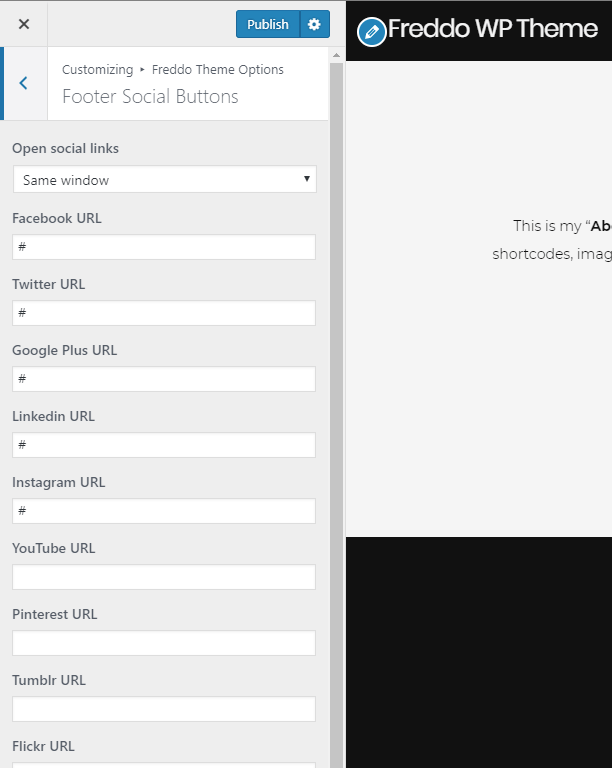 Publish
Customizing ▸ Freddo Theme Options
Footer Social Buttons
Open social links
Same window
Facebook URL
#
Twitter URL
#
Google Plus URL
#
Linkedin URL
#
Instagram URL
#
YouTube URL
Pinterest URL
Tumblr URL
Flickr URL
Freddo WP Theme
This is my “Ab
shortcodes, imag